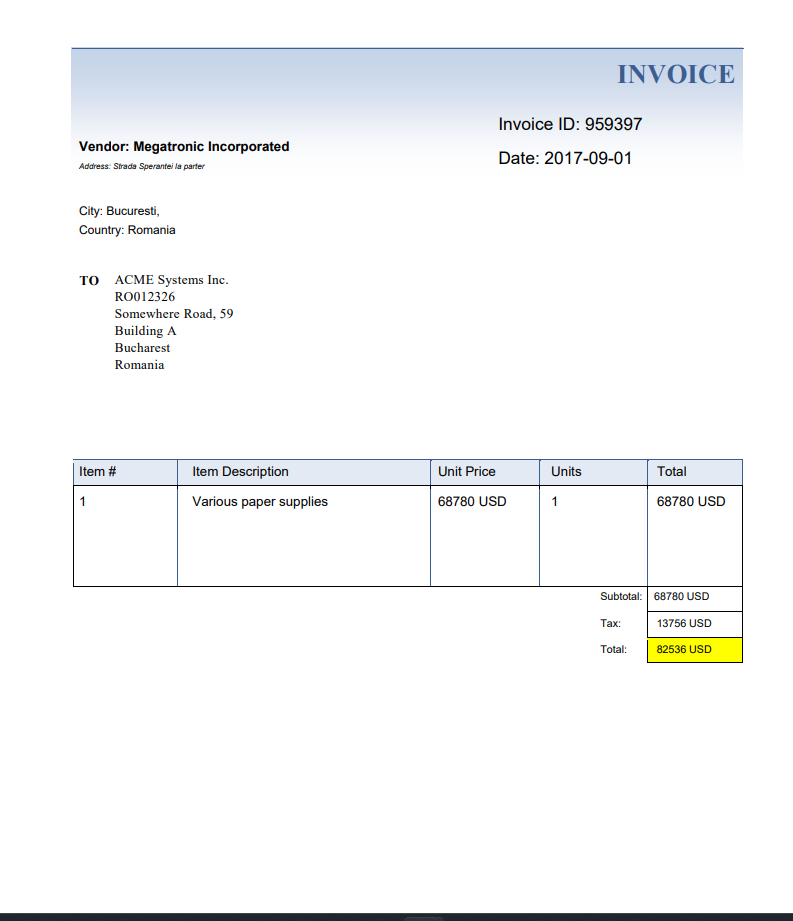 INVOICE
Invoice ID: 959397
Vendor: Megatronic Incorporated
Date: 2017-09-01
Address: Strada Sperantei la parter
City: Bucuresti,
Country: Romania
TO ACME Systems Inc.
RO012326
Somewhere Road, 59
Building A
Bucharest
Romania
Item # Item Description Unit Price Units Total
1 Various paper supplies 68780 USD 1 68780 USD
Subtotal: 68780 USD
Tax: 13756 USD
Total: 82536 USD